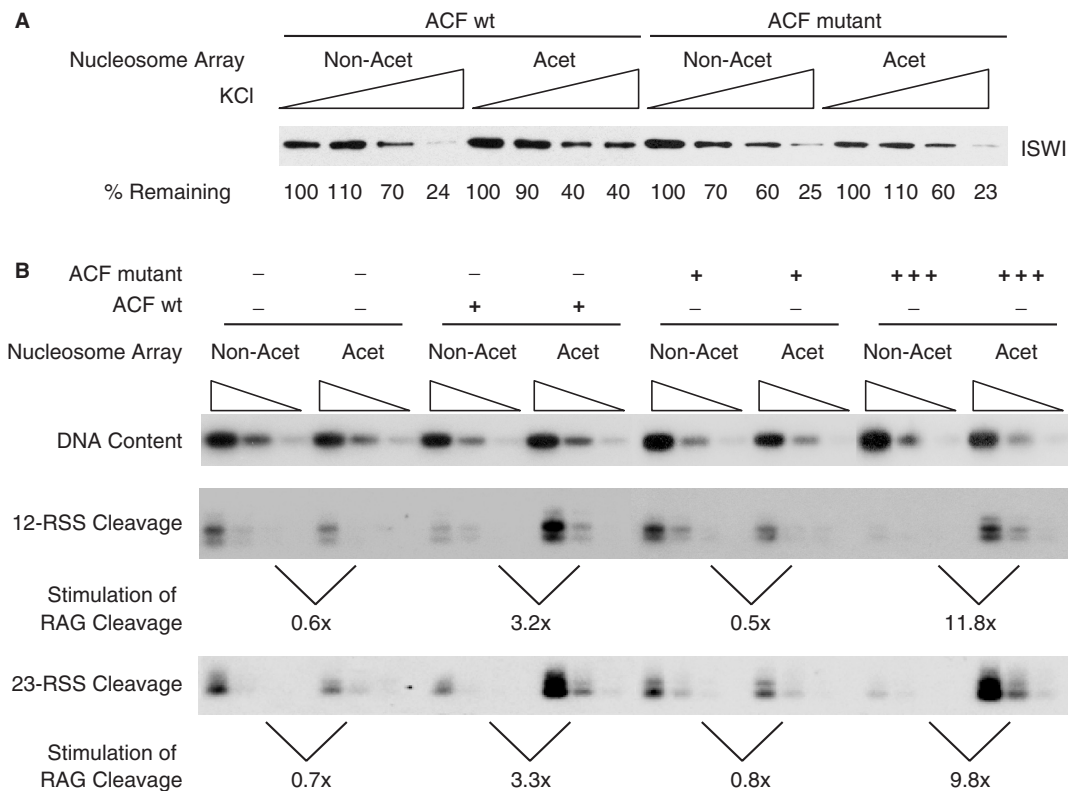 A
ACF wt ACF mutant
Nucleosome Array Non-Acet Acet Non-Acet Acet
KCl
ISWI
% Remaining 100 110 70 24 100 90 40 40 100 70 60 25 100 110 60 23
B
ACF mutant – – – – + + +++ +++
ACF wt – – + + – – – –
Nucleosome Array Non-Acet Acet Non-Acet Acet Non-Acet Acet Non-Acet Acet
DNA Content
12-RSS Cleavage
Stimulation of
RAG Cleavage 0.6x 3.2x 0.5x 11.8x
23-RSS Cleavage
Stimulation of
RAG Cleavage 0.7x 3.3x 0.8x 9.8x